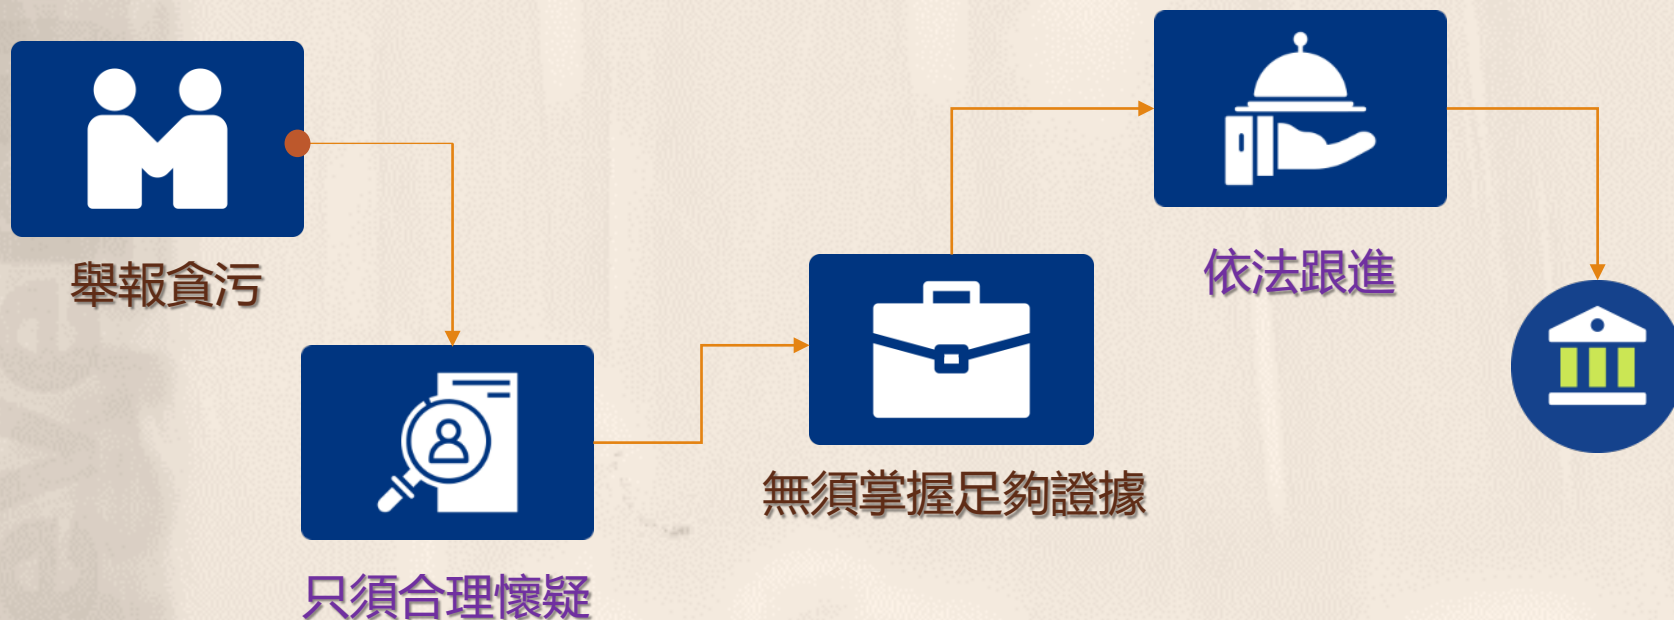 舉報貪污
只須合理懷疑
無須掌握足夠證據
依法跟進